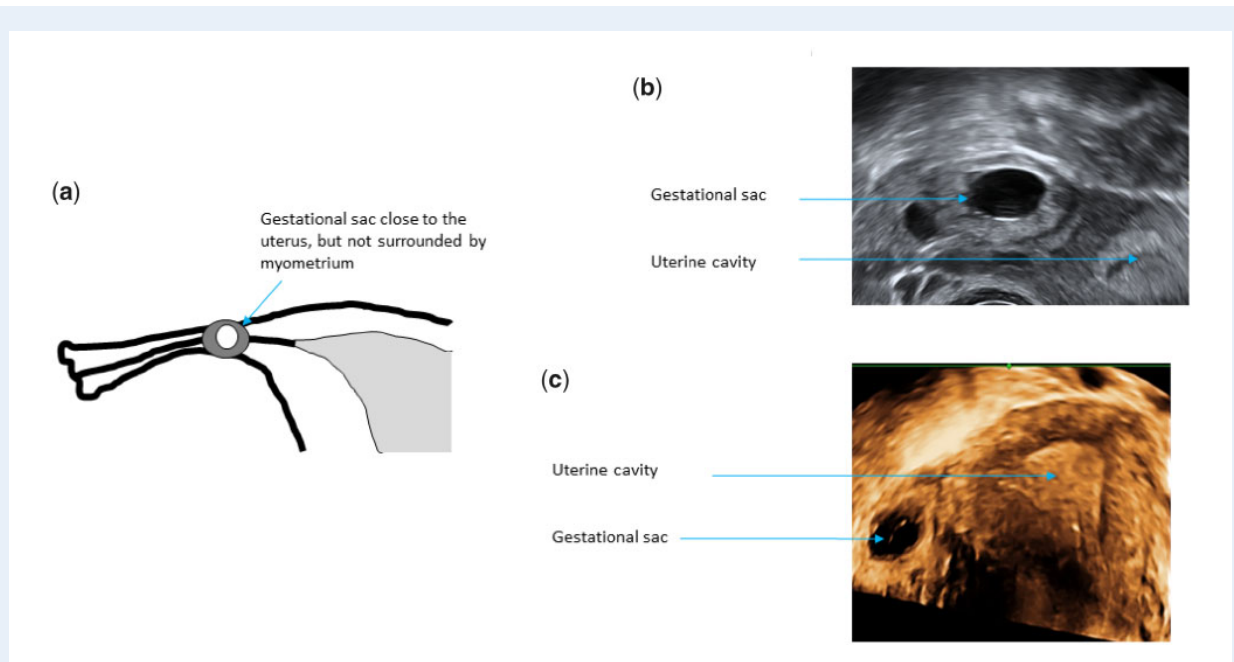 (a)
Gestational sac close to the
uterus, but not surrounded by
myometrium
(b)
Gestational sac
Uterine cavity
(c)
Uterine cavity
Gestational sac